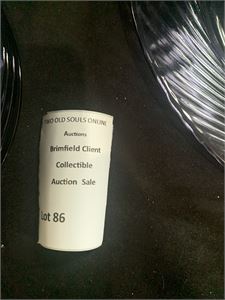 TWO OLD SOULS ONLINE
Auctions
Brimfield Client
Collectible
Auction Sale
Lot 86